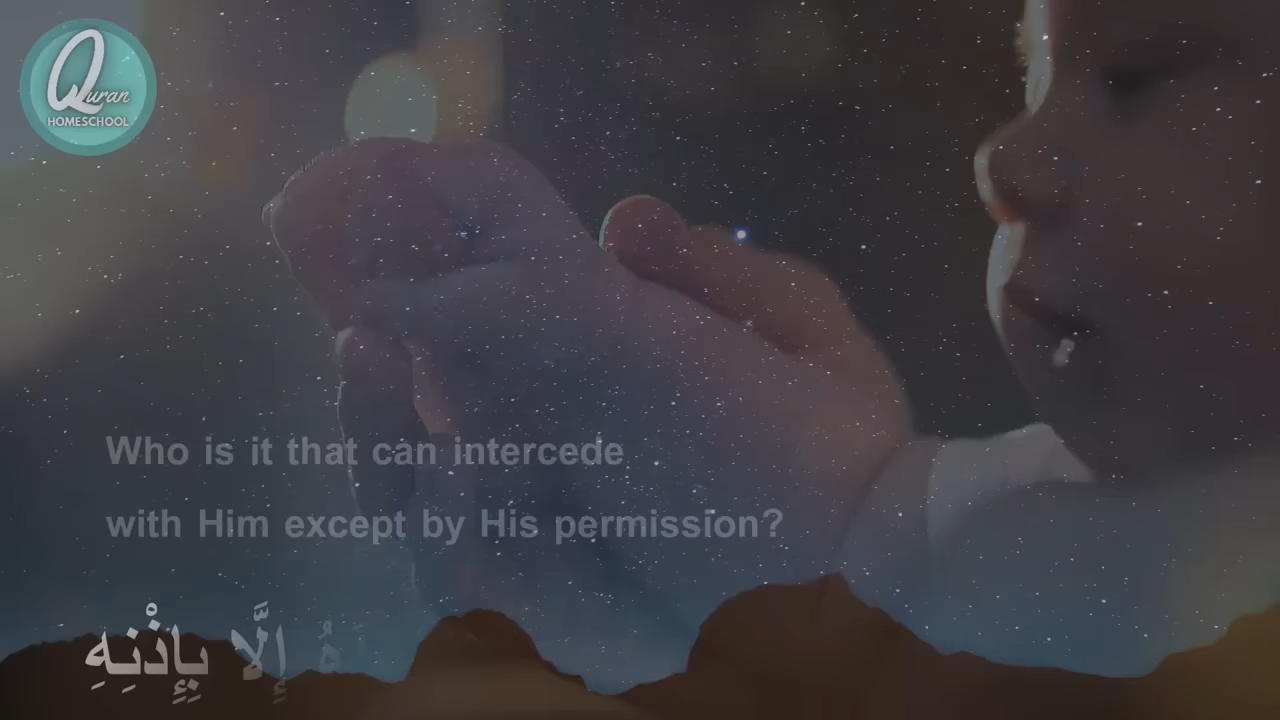 Quran
HOMESCHOOL
Who is it that can intercede
with Him except by His permission?
إِلَّا بِإِذْنِهِ